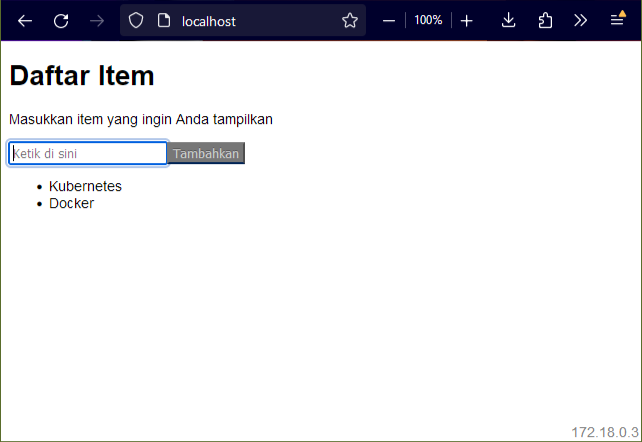 localhost
100%
Daftar Item
Masukkan item yang ingin Anda tampilkan
Ketik di sini
Tambahkan
Kubernetes
Docker
172.18.0.3